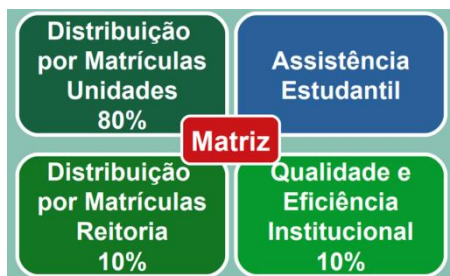 Distribuição
por Matrículas
Unidades
80%
Assistência
Estudantil
Matriz
Distribuição
por Matrículas
Reitoria
10%
Qualidade e
Eficiência
Institucional
10%